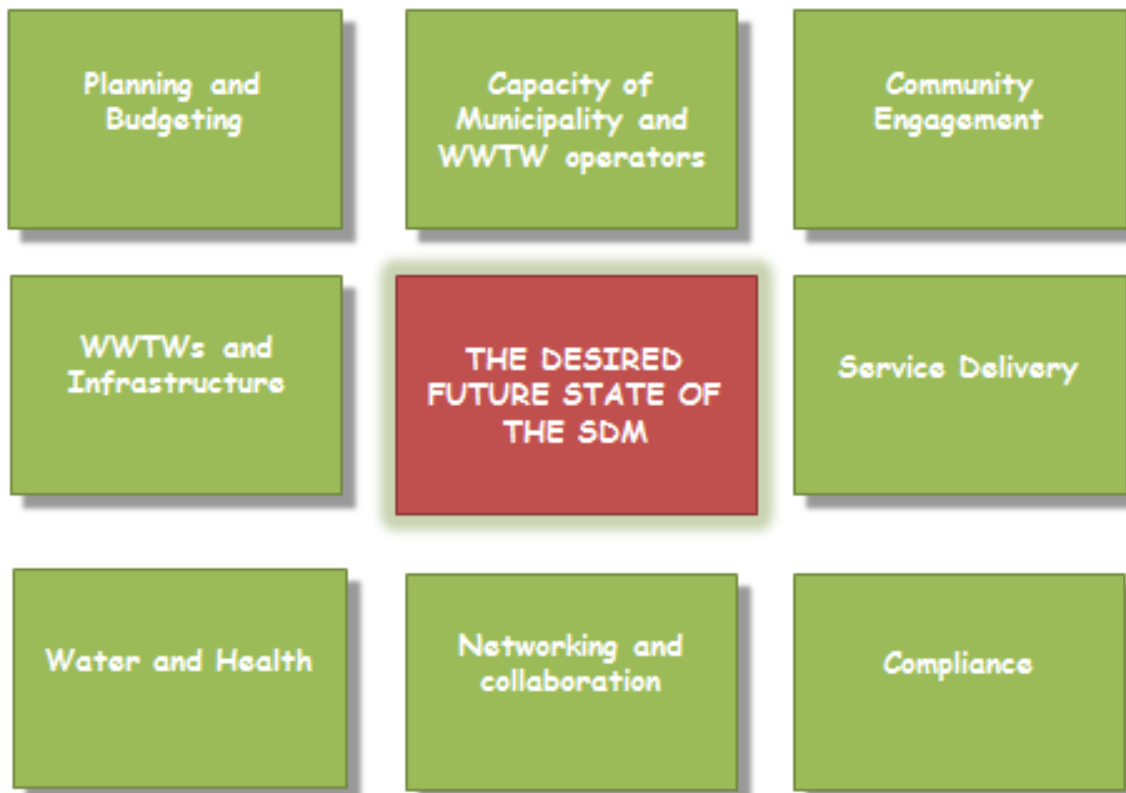 Planning and
Budgeting
Capacity of
Municipality and
WWTW operators
Community
Engagement
WWTWs and
Infrastructure
THE DESIRED
FUTURE STATE OF
THE SDM
Service Delivery
Water and Health
Networking and
collaboration
Compliance